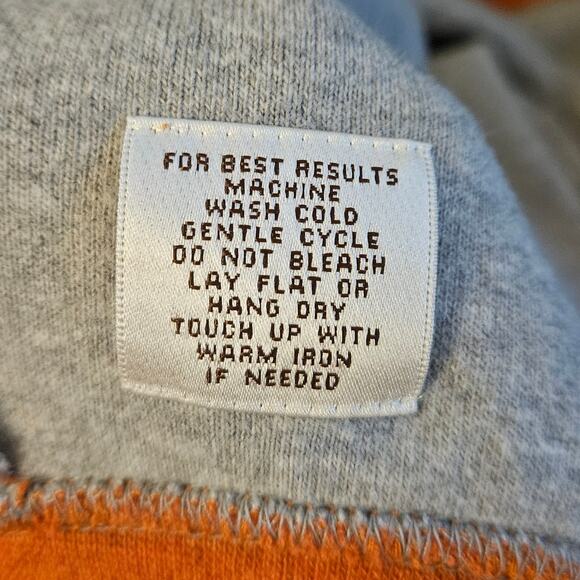 FOR BEST RESULTS
MACHINE
WASH COLD
GENTLE CYCLE
DO NOT BLEACH
LAY FLAT OR
HANG DRY
TOUCH UP WITH
WARM IRON
IF NEEDED